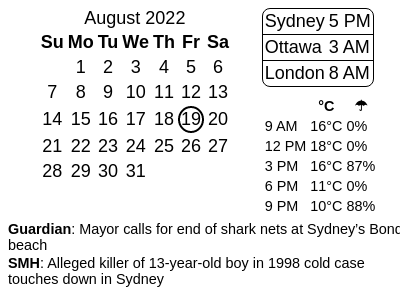 August 2022
Su Mo Tu We Th Fr Sa
1 2 3 4 5 6
7 8 9 10 11 12 13
14 15 16 17 18 19 20
21 22 23 24 25 26 27
28 29 30 31
Sydney 5 PM
Ottawa 3 AM
London 8 AM
°C ☂
9 AM 16°C 0%
12 PM 18°C 0%
3 PM 16°C 87%
6 PM 11°C 0%
9 PM 10°C 88%
Guardian: Mayor calls for end of shark nets at Sydney’s Bond
beach
SMH: Alleged killer of 13-year-old boy in 1998 cold case
touches down in Sydney